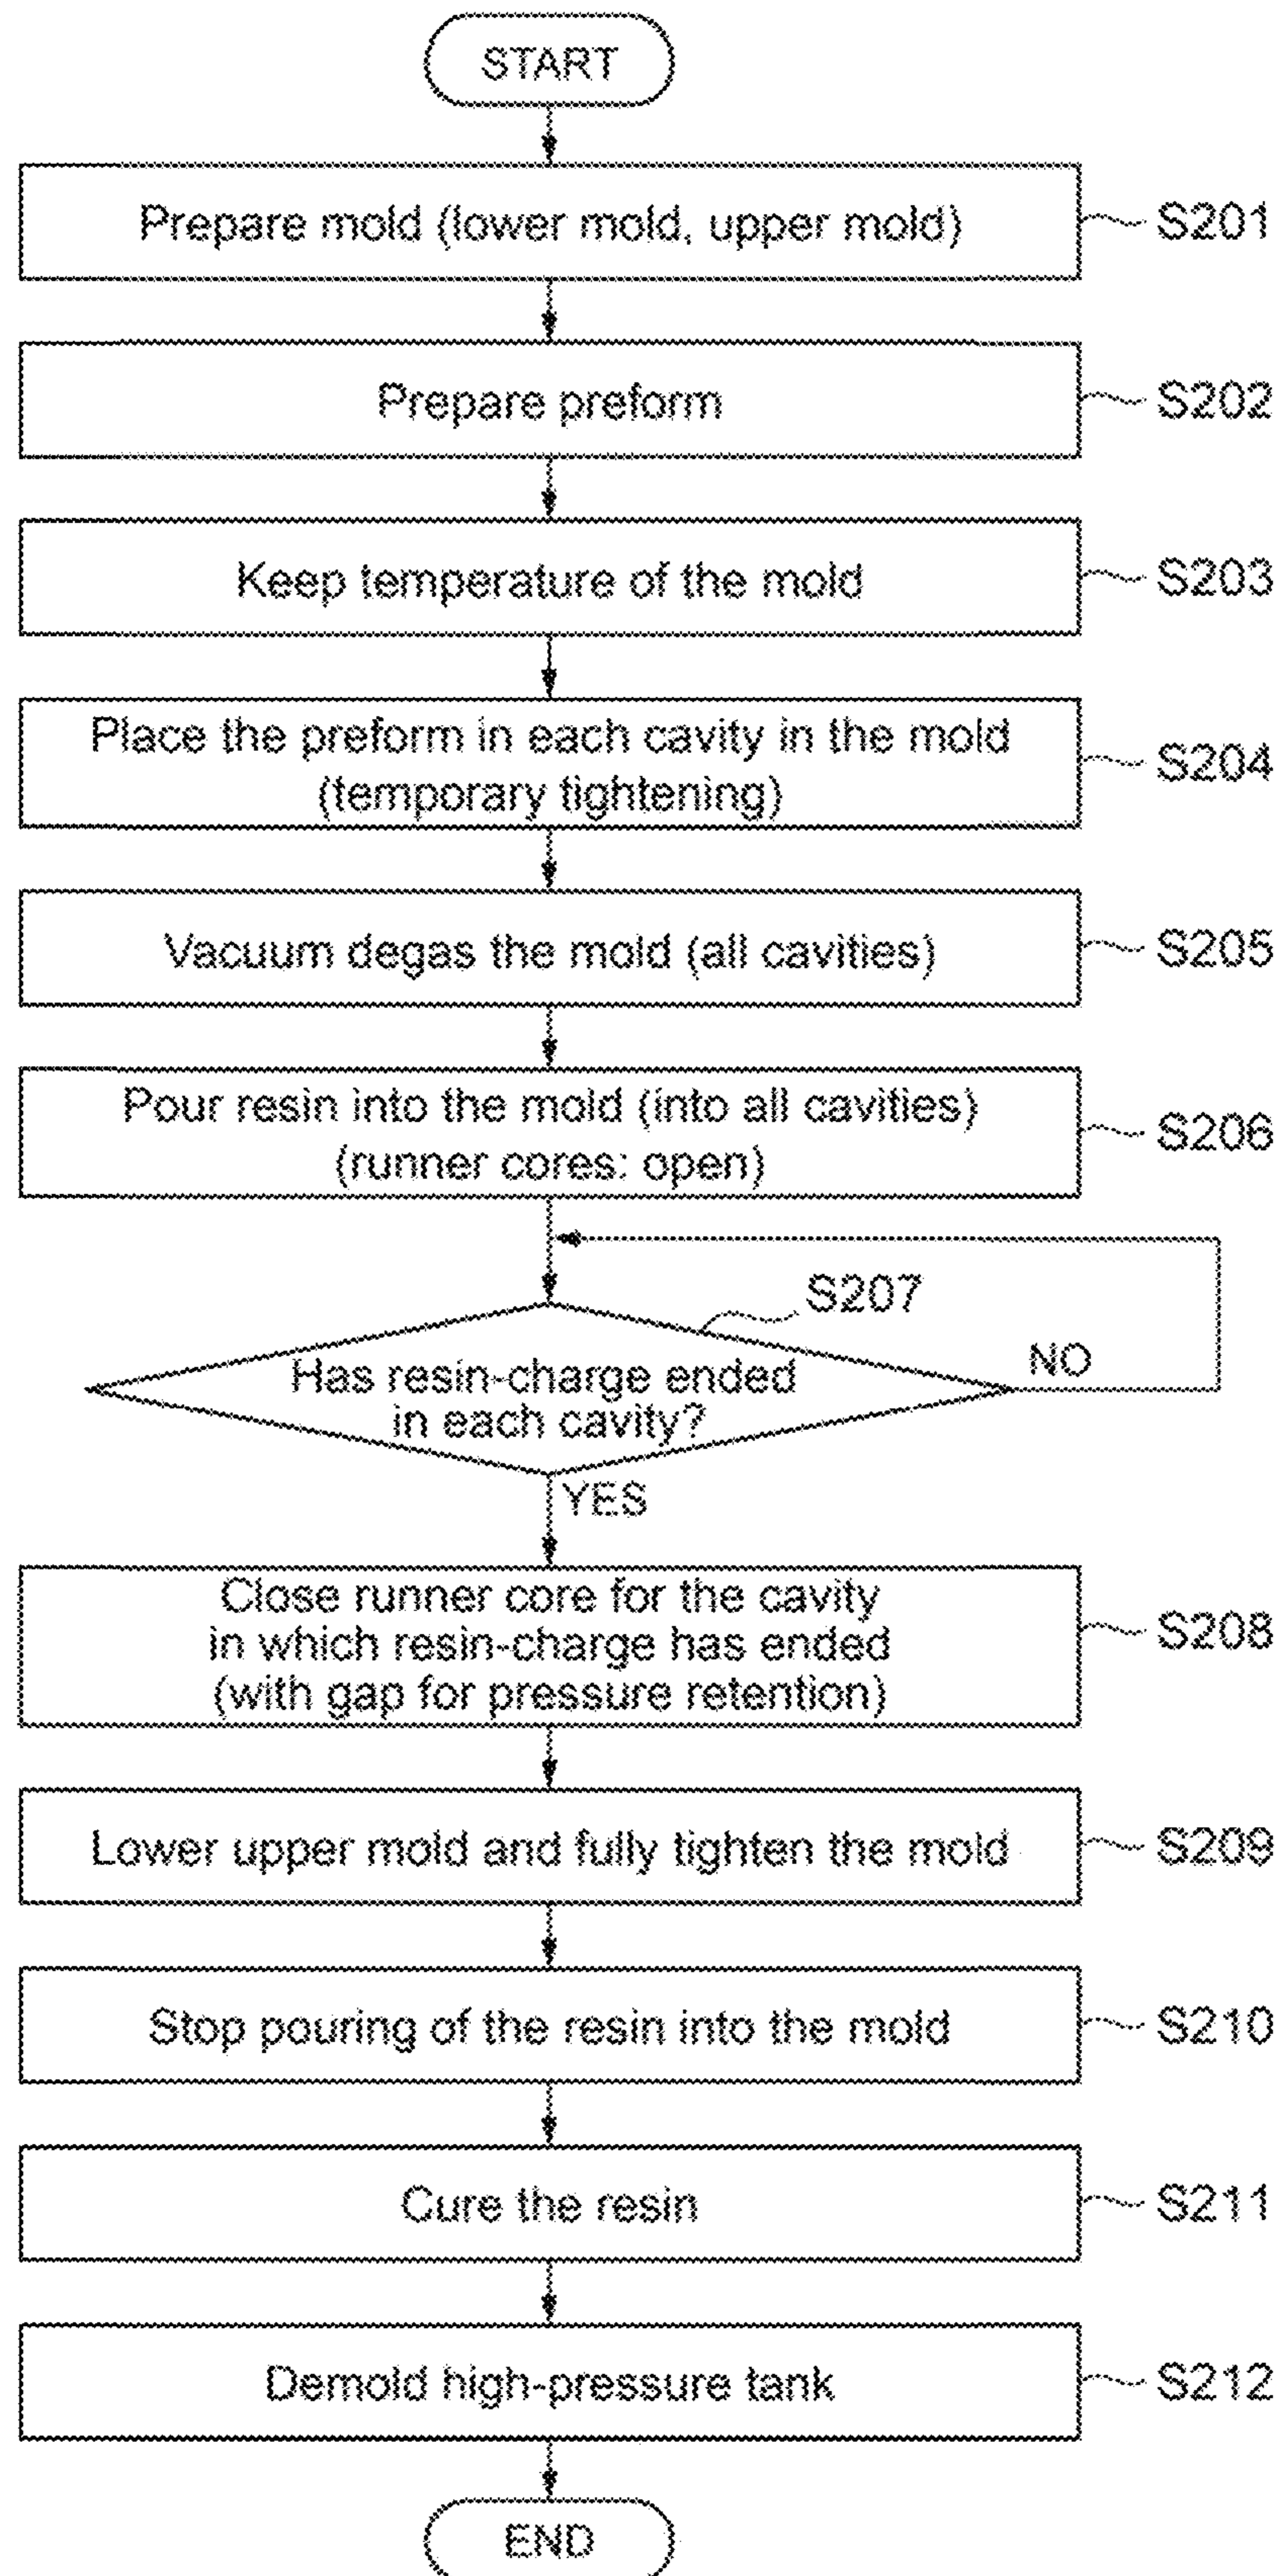 START
Prepare mold (lower mold, upper mold)
S201
Prepare preform
S202
Keep temperature of the mold
S203
Place the preform in each cavity in the mold
(temporary tightening)
S204
Vacuum degas the mold (all cavities)
S205
Pour resin into the mold (into all cavities)
(runner cores: open)
S206
S207
Has resin-charge ended
in each cavity?
NO
YES
Close runner core for the cavity
in which resin-charge has ended
(with gap for pressure retention)
S208
Lower upper mold and fully tighten the mold
S209
Stop pouring of the resin into the mold
S210
Cure the resin
S211
Demold high-pressure tank
S212
END